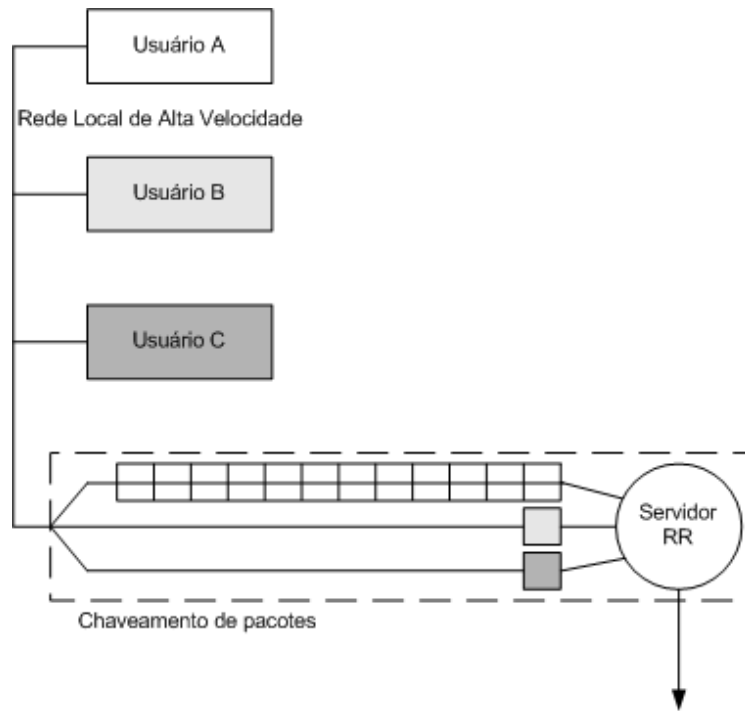 Usuário A
Rede Local de Alta Velocidade
Usuário B
Usuário C
Servidor
RR
Chaveamento de pacotes